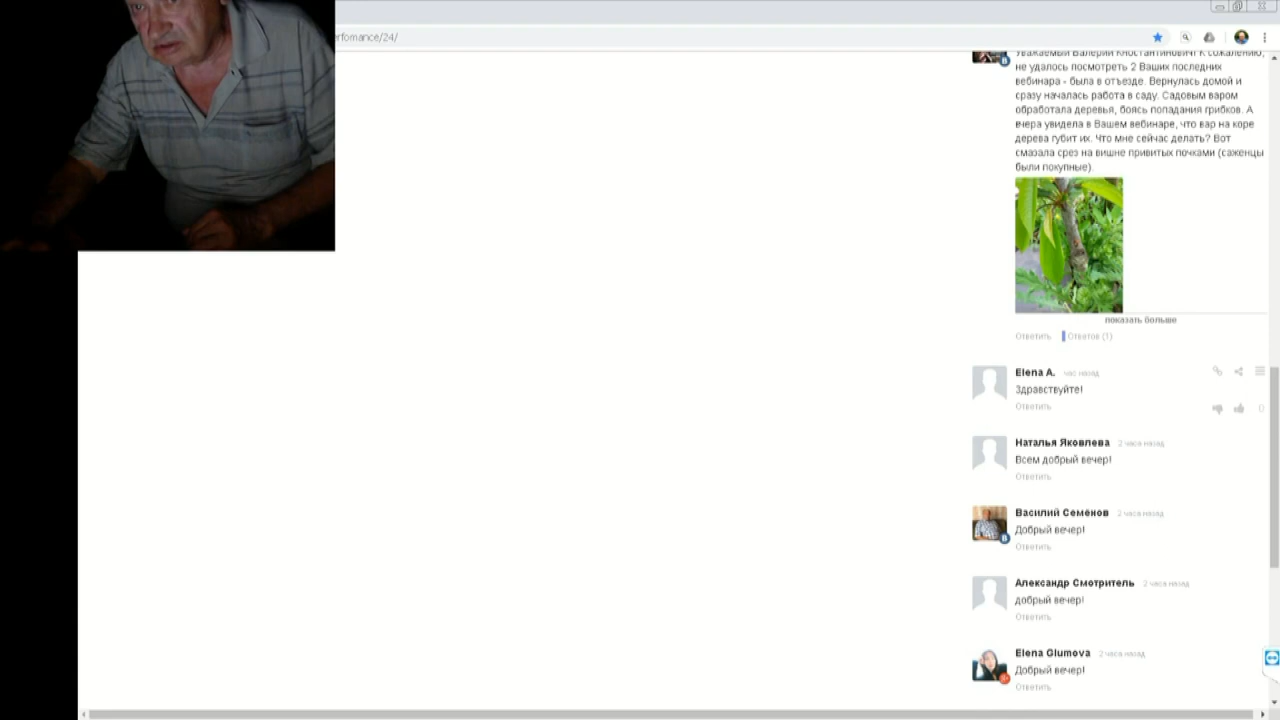 erfomance/24/
Уважаемый Валерий Кностантинович! К сожалению,
не удалось посмотреть 2 Ваших последних
вебинара - была в отъезде. Вернулась домой и
сразу началась работа в саду. Садовым варом
обработала деревья, боясь попадания грибков. А
вчера увидела в Вашем вебинаре, что вар на коре
дерева губит их. Что мне сейчас делать? Вот
смазала срез на вишне привитых почками (саженцы
были покупные).
показать больше
Ответить Ответов (1)
Elena A. час назад
Здравствуйте!
Ответить
0
Наталья Яковлева 2 часа назад
Всем добрый вечер!
Ответить
Василий Семёнов 2 часа назад
Добрый вечер!
Ответить
Александр Смотритель 2 часа назад
добрый вечер!
Ответить
Elena Glumova 2 часа назад
Добрый вечер!
Ответить